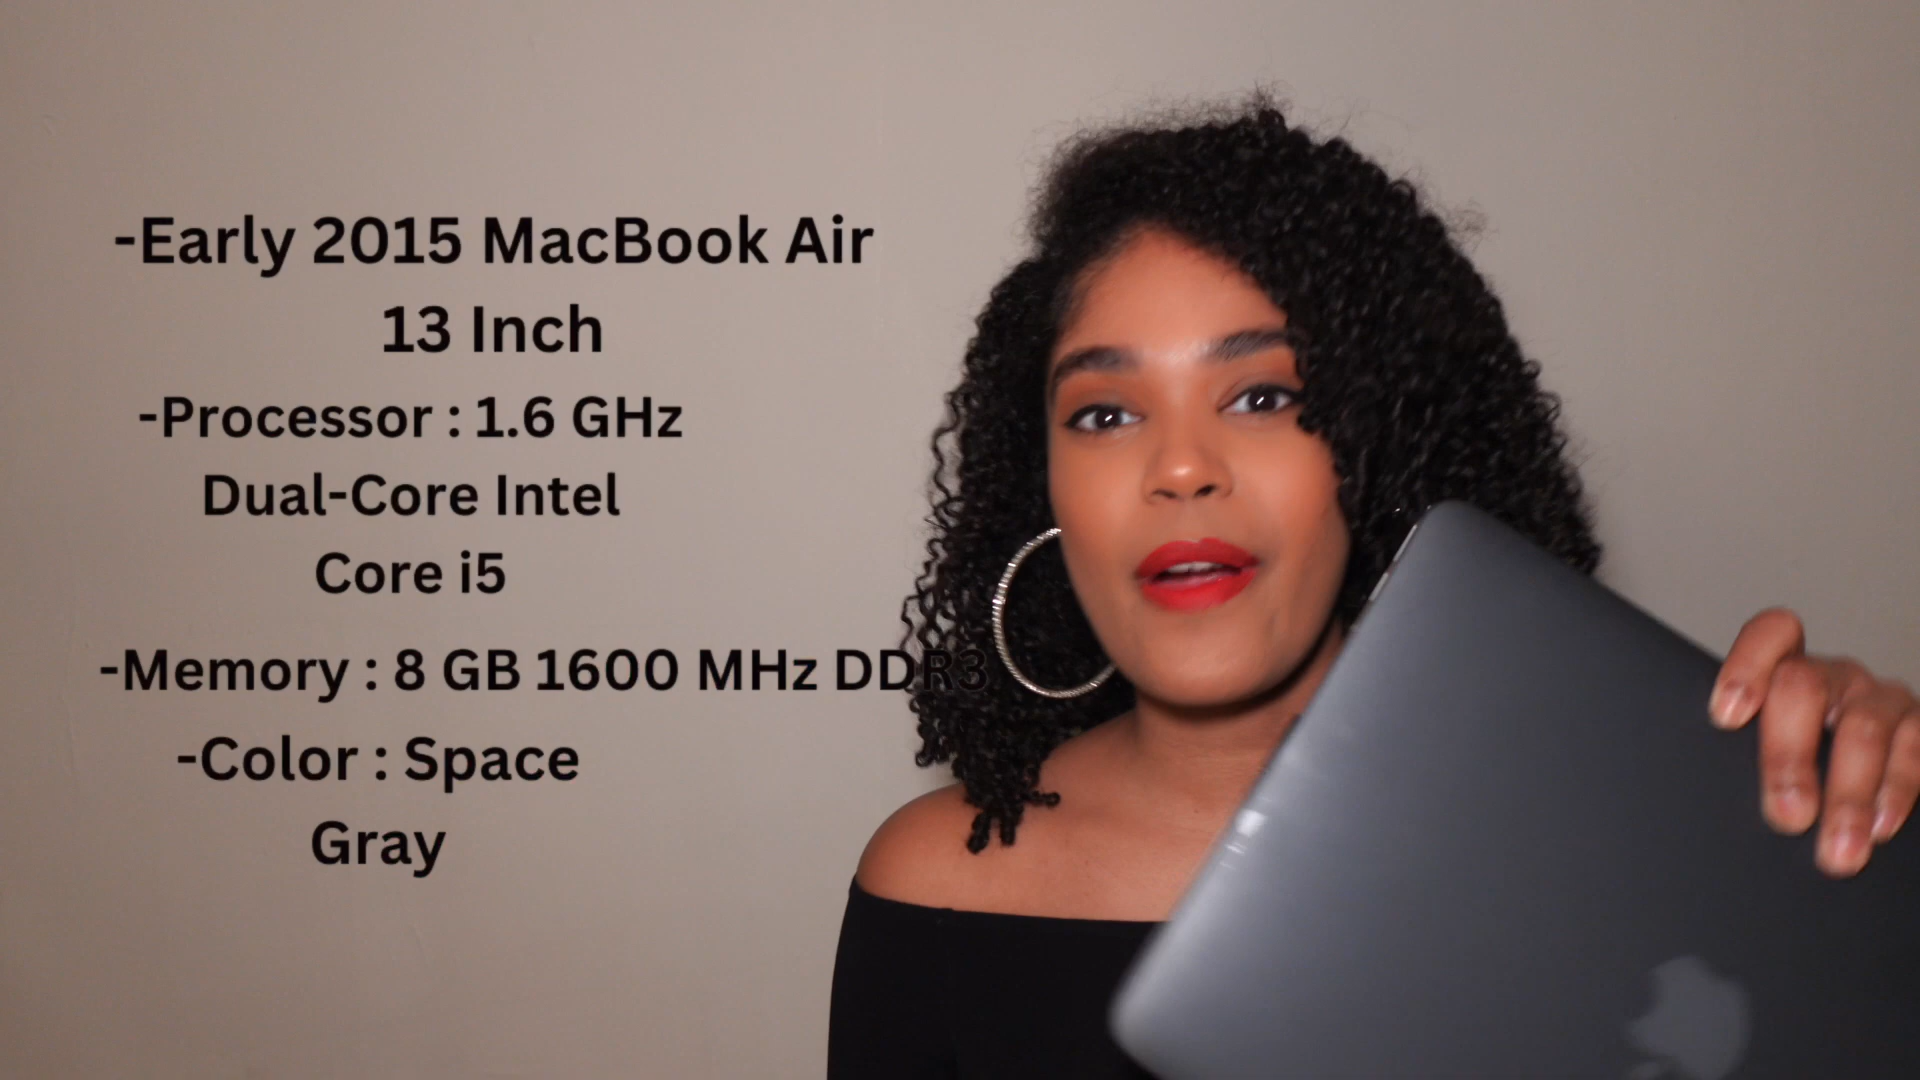 -Early 2015 MacBook Air
13 Inch
-Processor : 1.6 GHz
Dual-Core Intel
Core i5
-Memory : 8 GB 1600 MHz DDR3
-Color : Space
Gray